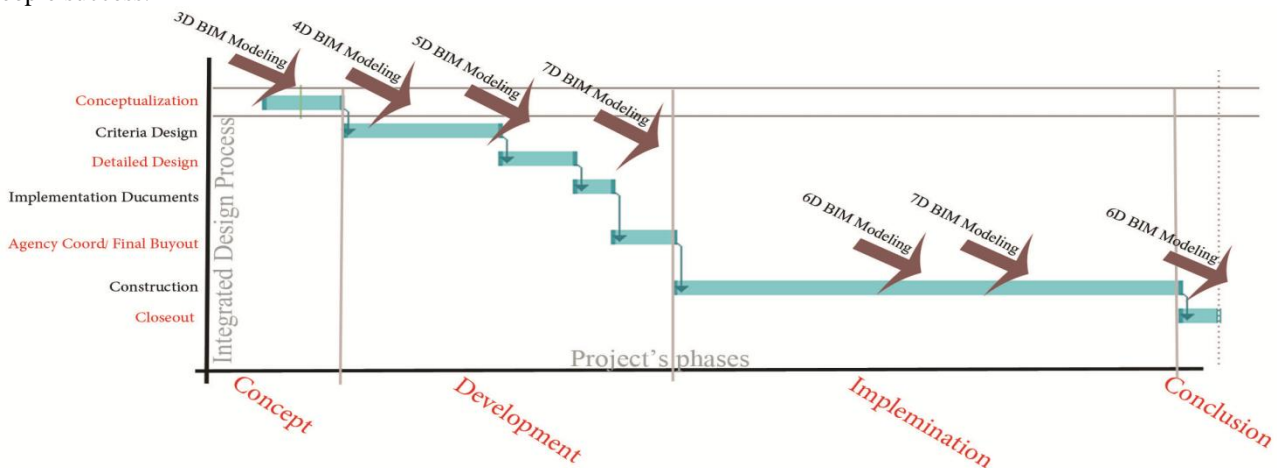 3D BIM Modeling
4D BIM Modeling
5D BIM Modeling
7D BIM Modeling
Conceptualization
Criteria Design
Detailed Design
Implementation Ducuments
Agency Coord/ Final Buyout
Construction
Closeout
Integrated Design Process
6D BIM Modeling
7D BIM Modeling
6D BIM Modeling
Project's phases
Concept
Development
Implemination
Conclusion